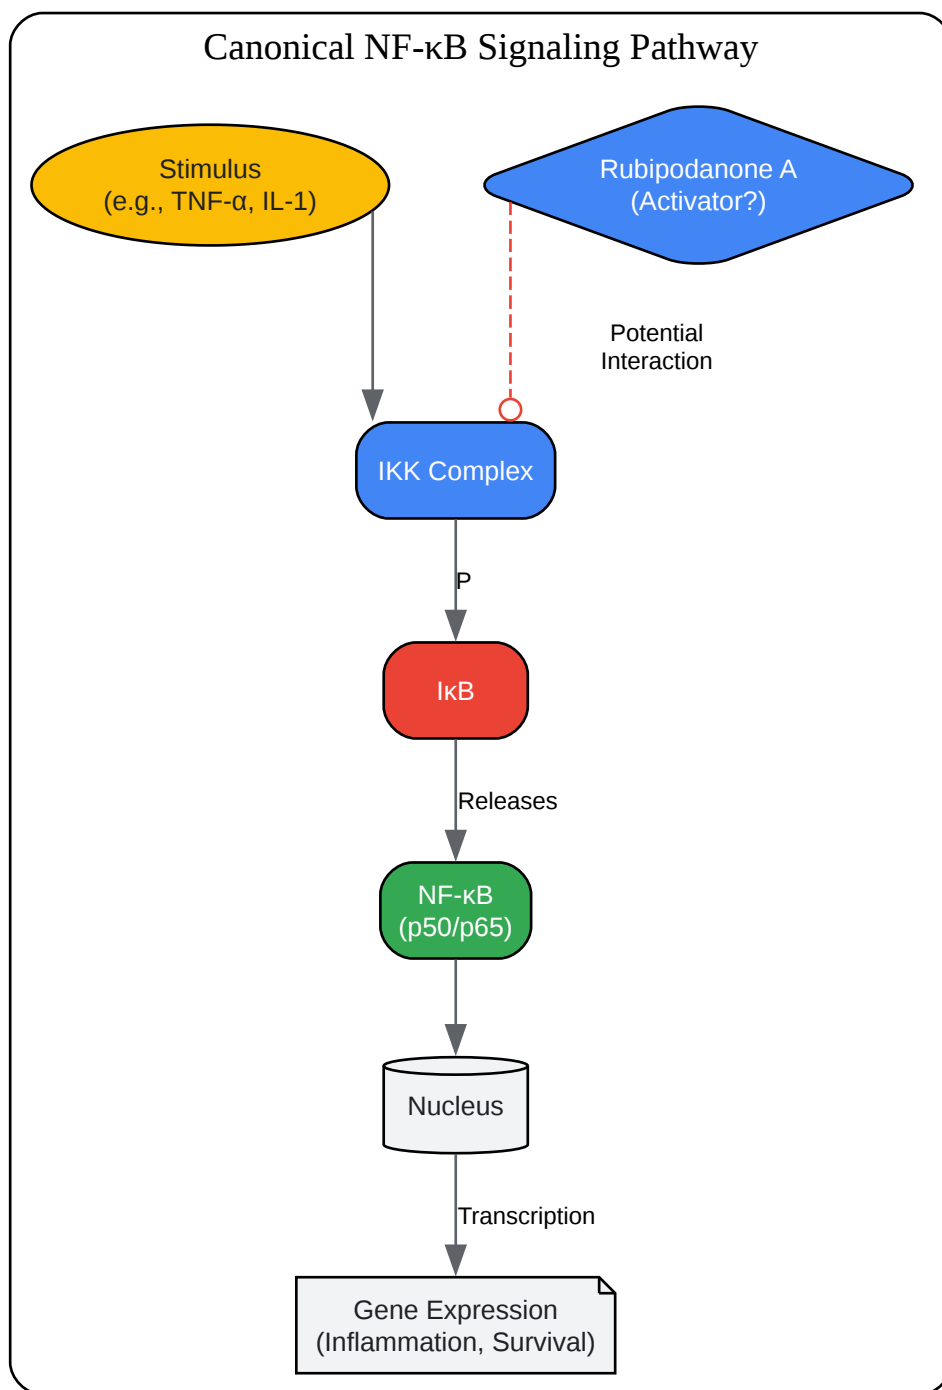 Canonical NF-κB Signaling Pathway
Stimulus
(e.g., TNF-α, IL-1)
Rubipodanone A
(Activator?)
Potential
Interaction
IKK Complex
P
IκB
Releases
NF-κB
(p50/p65)
Nucleus
Transcription
Gene Expression
(Inflammation, Survival)